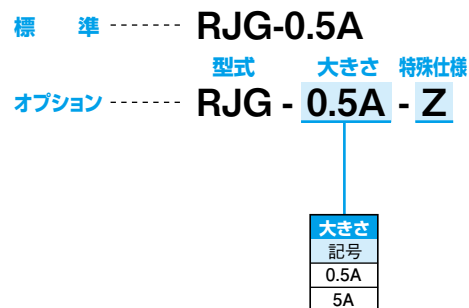 標　準 ------- RJG-0.5A
型式 大きさ 特殊仕様
オプション ------- RJG - 0.5A - Z
大きさ
記号
0.5A
5A